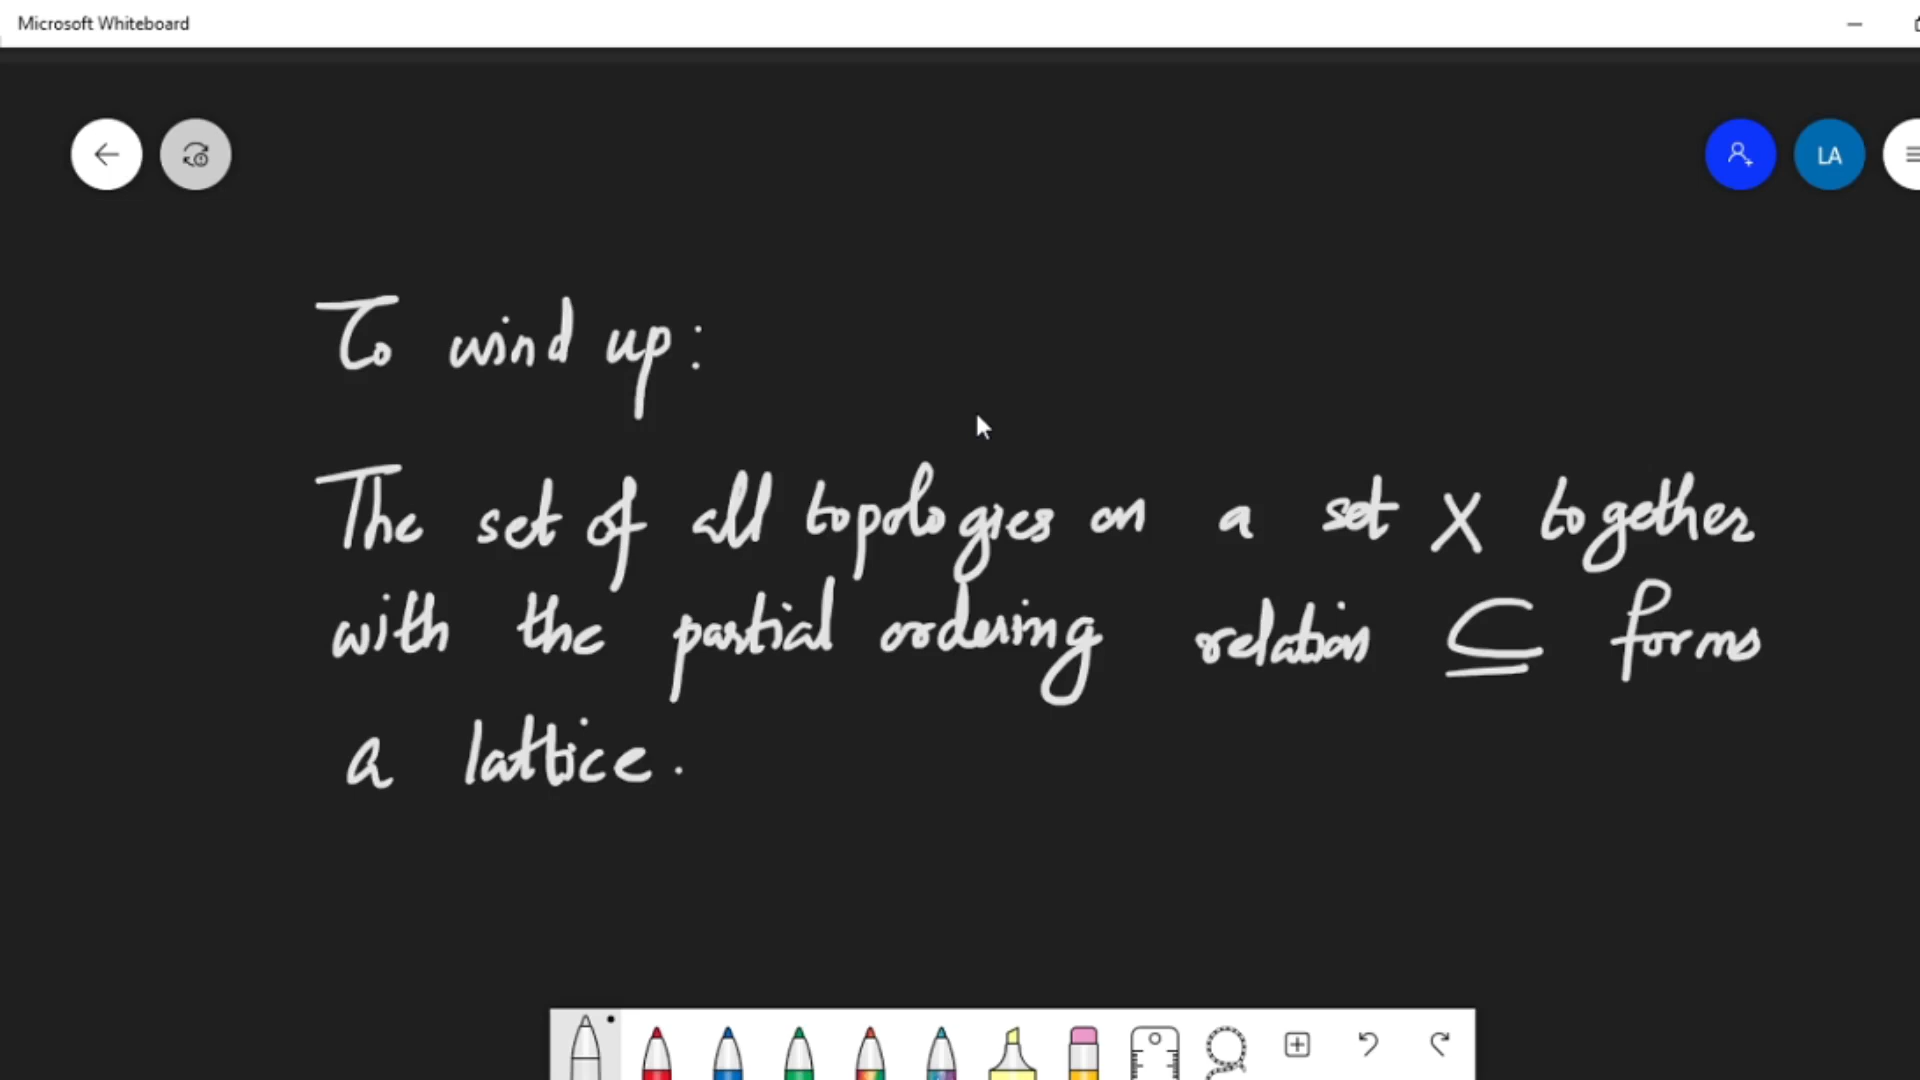 Microsoft Whiteboard
LA
To wind up:
The set of all topologies on a set X together
with the partial ordering relation ⊆ forms
a lattice.